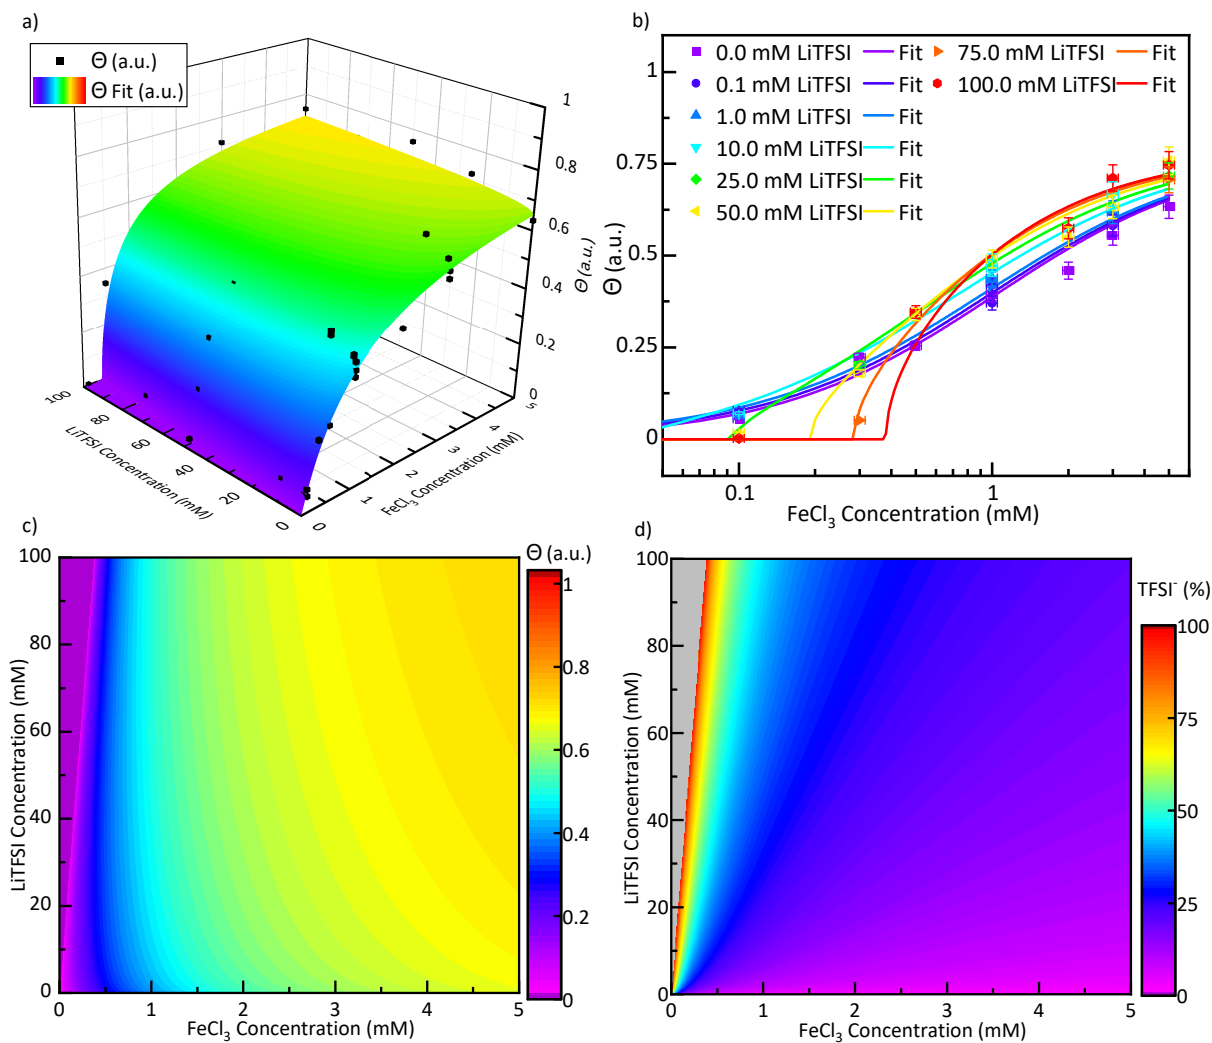 a)
Θ (a.u.)
Θ Fit (a.u.)
1
0.8
0.6
0.4
0.2
0
Θ (a.u.)
100
80
60
40
20
0
LiTFSI Concentration (mM)
0
1
2
3
4
5
FeCl3 Concentration (mM)
b)
0.0 mM LiTFSI Fit 75.0 mM LiTFSI Fit
0.1 mM LiTFSI Fit 100.0 mM LiTFSI Fit
1.0 mM LiTFSI Fit
10.0 mM LiTFSI Fit
25.0 mM LiTFSI Fit
50.0 mM LiTFSI Fit
1
0.75
0.5
0.25
0
Θ (a.u.)
0.1 1
FeCl3 Concentration (mM)
c)
Θ (a.u.)
100
80
60
40
20
0
LiTFSI Concentration (mM)
0 1 2 3 4 5
FeCl3 Concentration (mM)
1
0.8
0.6
0.4
0.2
0
d)
TFSI- (%)
100
80
60
40
20
0
LiTFSI Concentration (mM)
0 1 2 3 4 5
FeCl3 Concentration (mM)
100
75
50
25
0